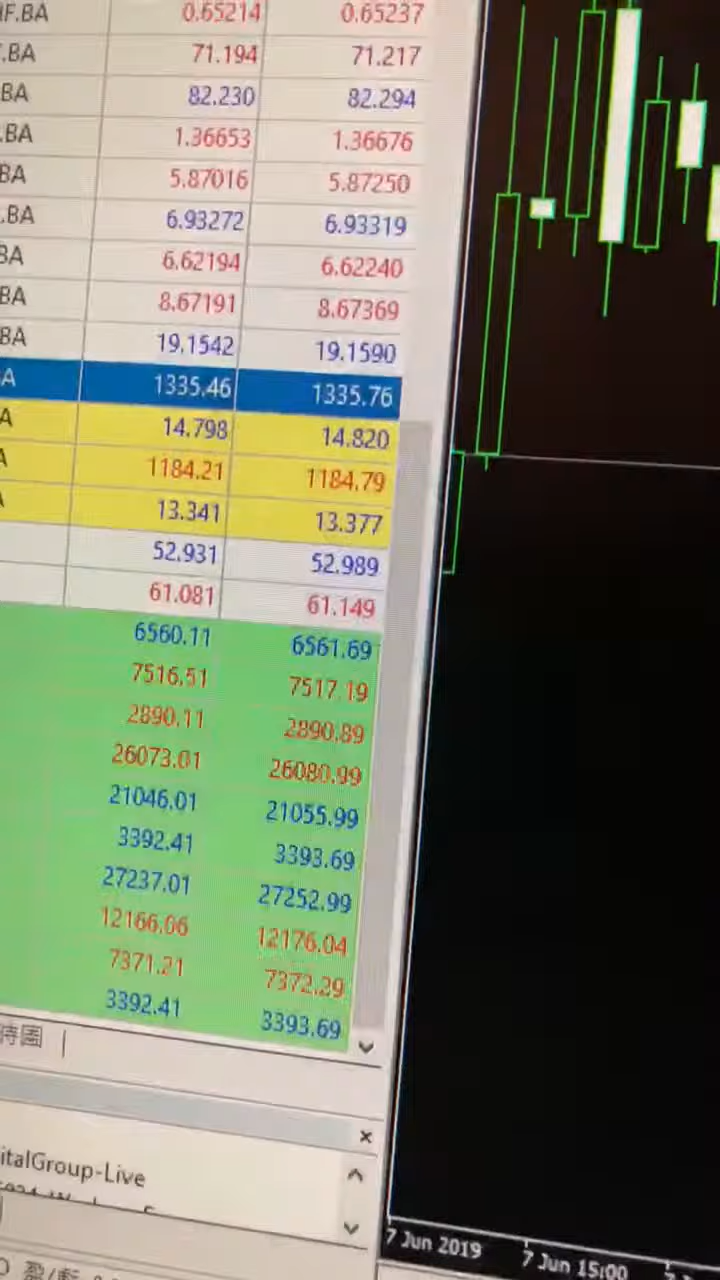 HF.BA 0.65214 0.65237
.BA 71.194 71.217
BA 82.230 82.294
.BA 1.36653 1.36676
BA 5.87016 5.87250
.BA 6.93272 6.93319
BA 6.62194 6.62240
BA 8.67191 8.67369
BA 19.1542 19.1590
A 1335.46 1335.76
A 14.798 14.820
A 1184.21 1184.79
A 13.341 13.377
52.931 52.989
61.081 61.149
6560.11 6561.69
7516.51 7517.19
2890.11 2890.89
26073.01 26080.99
21046.01 21055.99
3392.41 3393.69
27237.01 27252.99
12166.06 12176.04
7371.21 7372.29
3392.41 3393.69
時圖
italGroup-Live
7 Jun 2019 7 Jun 15:00